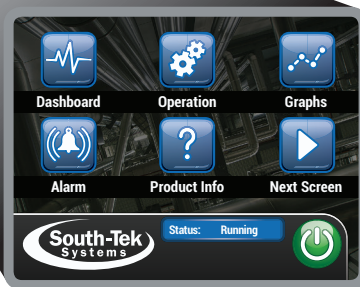 Dashboard Operation Graphs
Alarm Product Info Next Screen
South-Tek
Systems
Status: Running